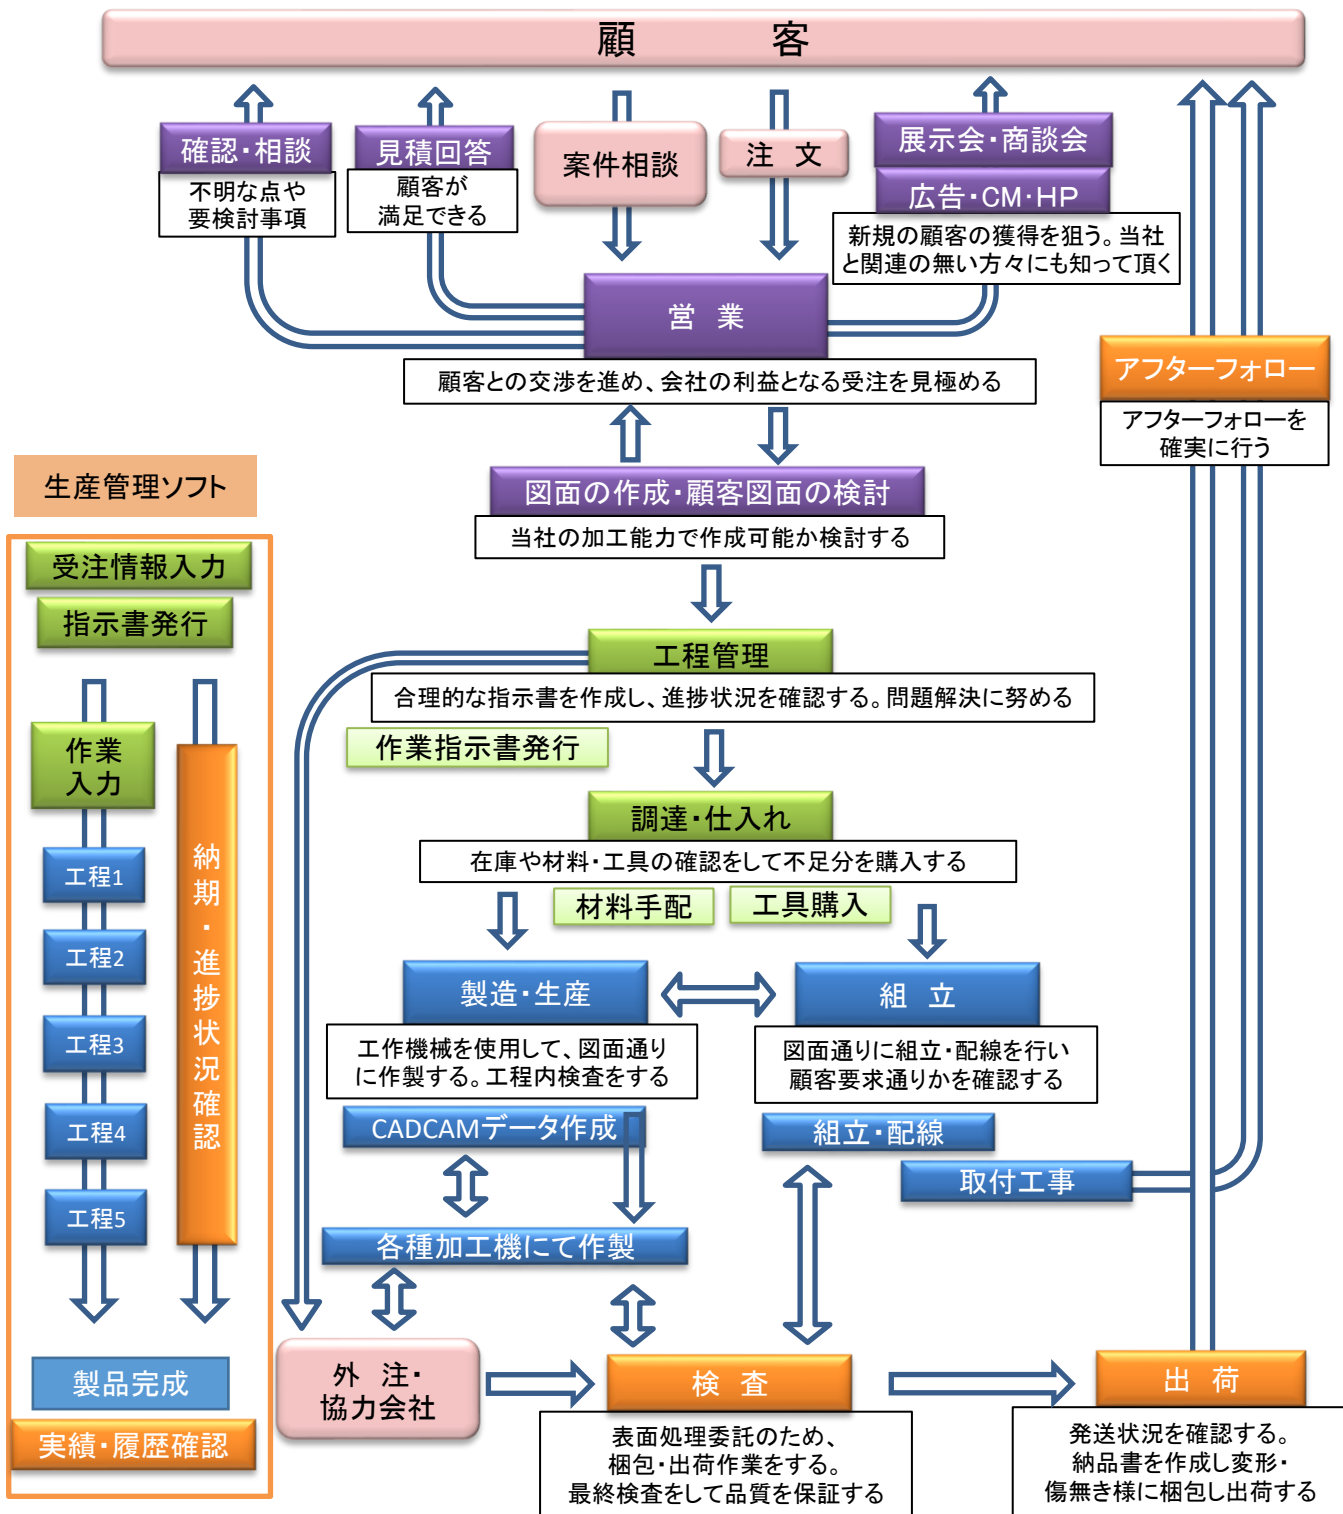 顧 客
確認・相談
不明な点や
要検討事項
見積回答
顧客が
満足できる
案件相談
注 文
展示会・商談会
広告・CM・HP
新規の顧客の獲得を狙う。当社
と関連の無い方々にも知って頂く
営 業
顧客との交渉を進め、会社の利益となる受注を見極める
アフターフォロー
アフターフォローを
確実に行う
図面の作成・顧客図面の検討
当社の加工能力で作成可能か検討する
生産管理ソフト
受注情報入力
指示書発行
作業
入力
工程1
工程2
工程3
工程4
工程5
納期・進捗状況確認
製品完成
実績・履歴確認
工程管理
合理的な指示書を作成し、進捗状況を確認する。問題解決に努める
作業指示書発行
調達・仕入れ
在庫や材料・工具の確認をして不足分を購入する
材料手配
工具購入
製造・生産
工作機械を使用して、図面通り
に作製する。工程内検査をする
CADCAMデータ作成
各種加工機にて作製
組 立
図面通りに組立・配線を行い
顧客要求通りかを確認する
組立・配線
取付工事
外 注・
協力会社
検 査
表面処理委託のため、
梱包・出荷作業をする。
最終検査をして品質を保証する
出 荷
発送状況を確認する。
納品書を作成し変形・
傷無き様に梱包し出荷する